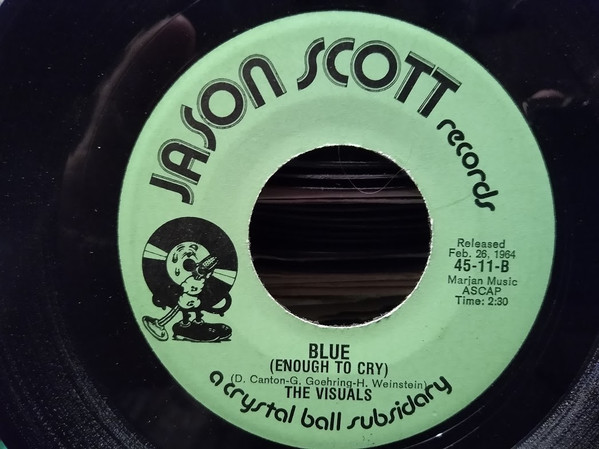 JASON SCOTT
records
Released
Feb. 26, 1964
45-11-B
Marjan Music
ASCAP
Time: 2:30
BLUE
(ENOUGH TO CRY)
(D. Canton-G. Goehring-H. Weinstein)
THE VISUALS
a crystal ball subsidary